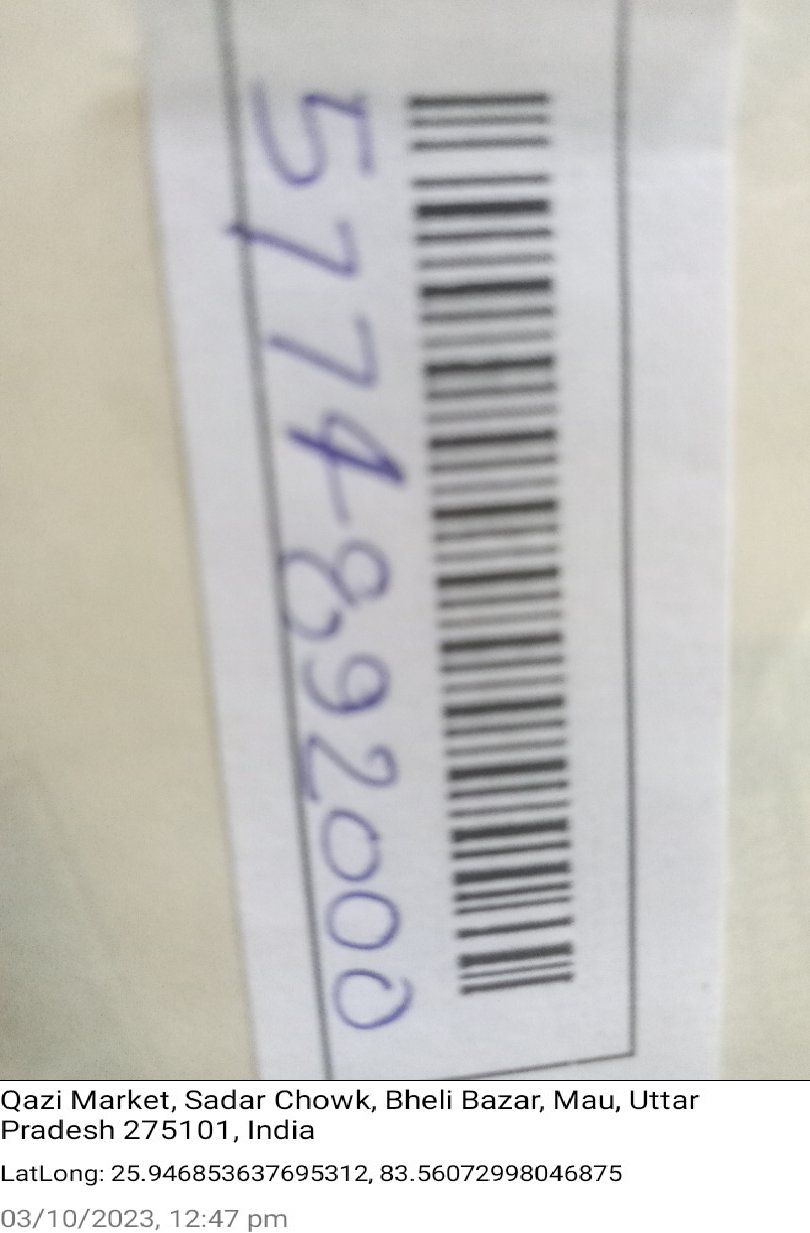 5774892000
Qazi Market, Sadar Chowk, Bheli Bazar, Mau, Uttar
Pradesh 275101, India
LatLong: 25.946853637695312, 83.56072998046875
03/10/2023, 12:47 pm